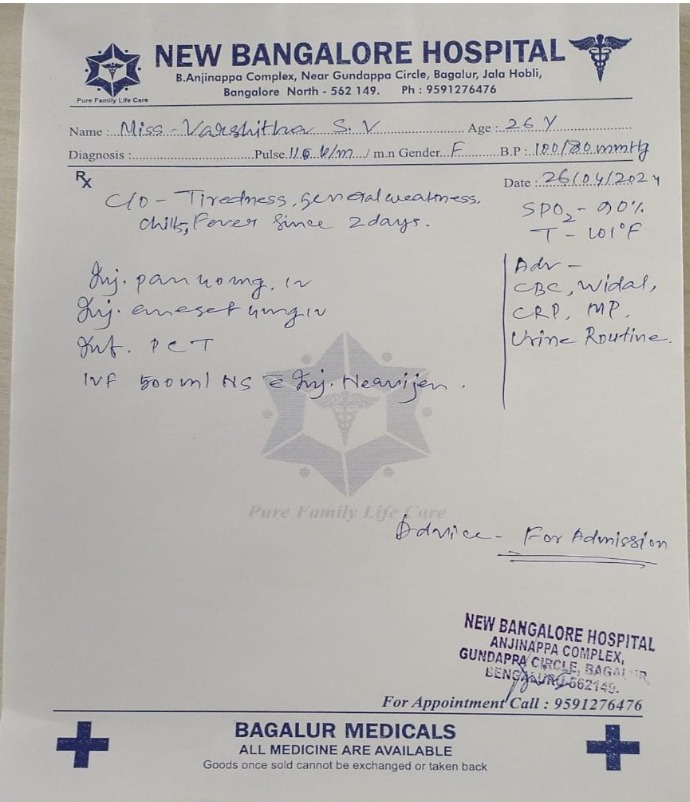 NEW BANGALORE HOSPITAL
B.Anjinappa Complex, Near Gundappa Circle, Bagalur, Jala Hobli,
Bangalore North - 562 149. Ph : 9591276476
Pure Family Life Care
Name : Miss - Varshitha S. V Age : 26 Y
Diagnosis : Pulse 116 b/m / m.n Gender F B.P : 100/80 mmHg
Rx
Date : 26/04/2024
C/O - Tiredness, general weakness,
chills, Fever since 2 days.
SPO2 - 90%
T - 101°F
Inj. pan 40mg. iv
Inj. emeset 4mg iv
Inf. PCT
IVF 500ml NS c Inj. Neavijen .
Adv -
CBC, Widal,
CRP, MP,
Urine Routine.
Pure Family Life Care
Advice - For Admission
NEW BANGALORE HOSPITAL
ANJINAPPA COMPLEX,
GUNDAPPA CIRCLE, BAGALUR,
BENGALURU-562149.
For Appointment Call : 9591276476
BAGALUR MEDICALS
ALL MEDICINE ARE AVAILABLE
Goods once sold cannot be exchanged or taken back